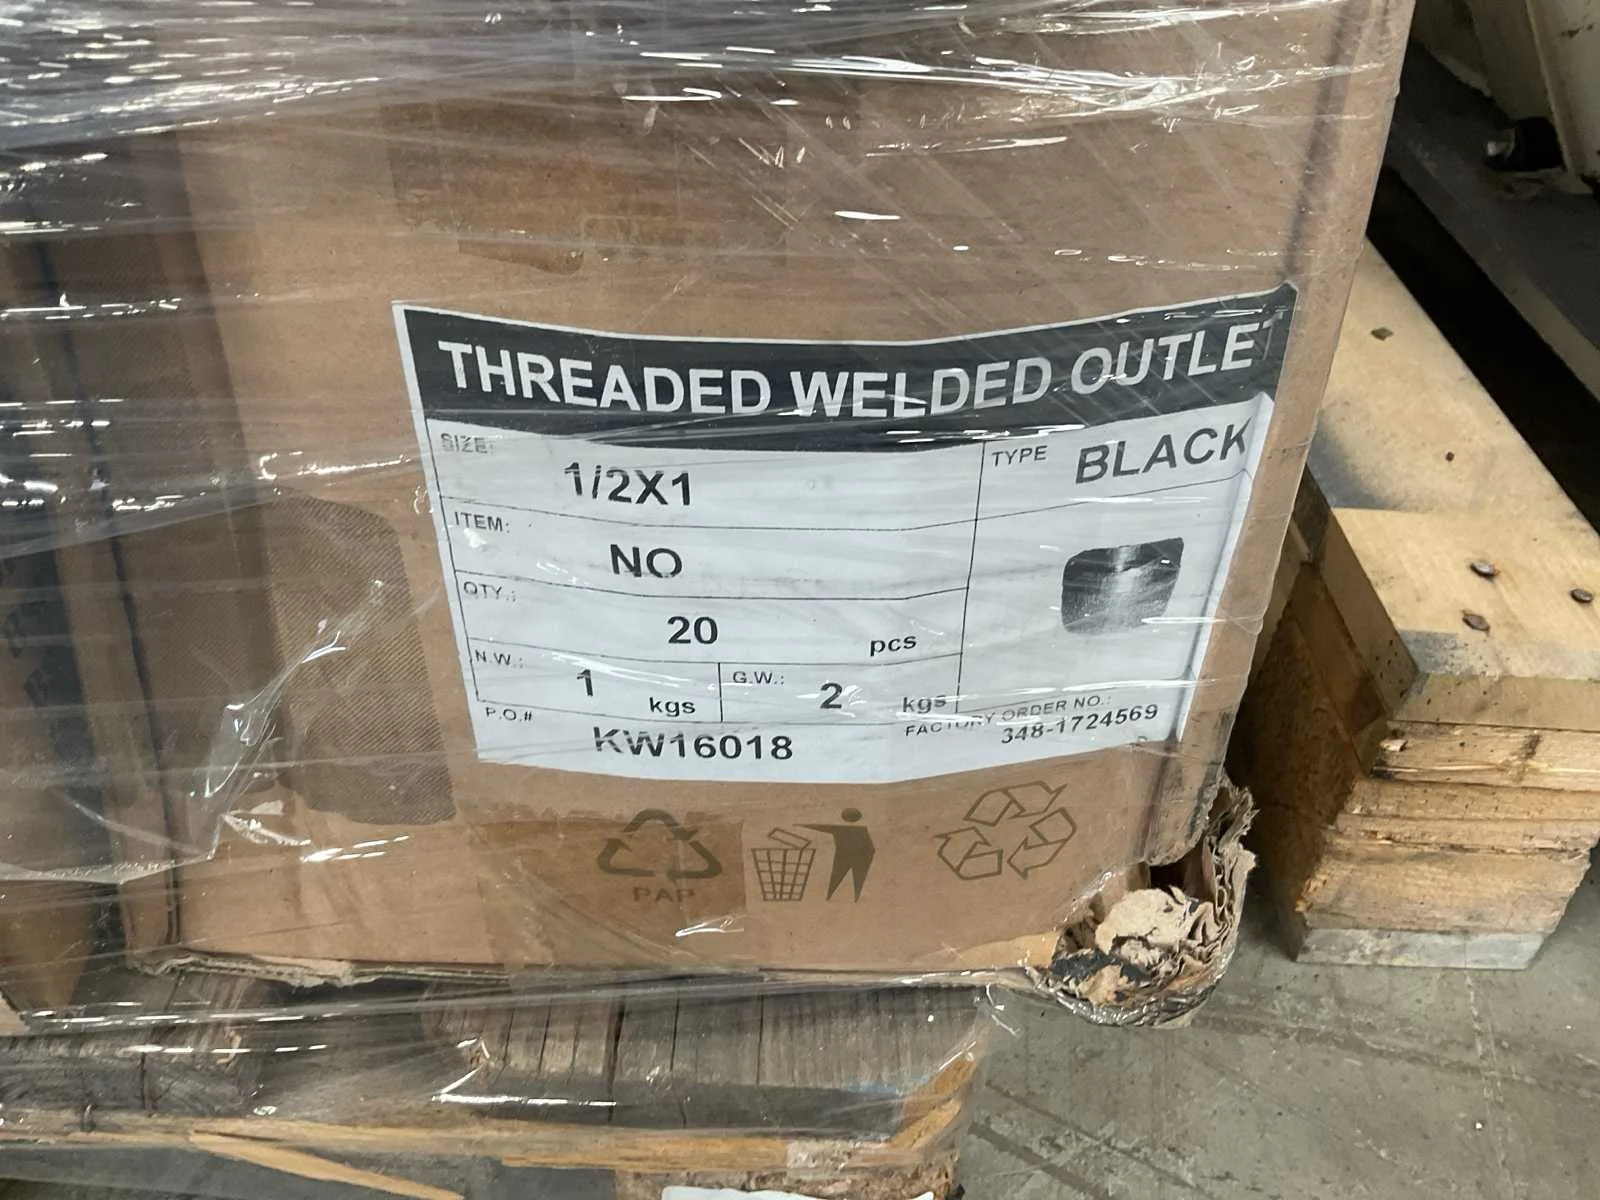 THREADED WELDED OUTLET
SIZE: 1/2X1
TYPE BLACK
ITEM: NO
QTY.: 20 pcs
N.W.: 1 kgs
G.W.: 2 kgs
P.O.# KW16018
FACTORY ORDER NO.:
348-1724569
PAP